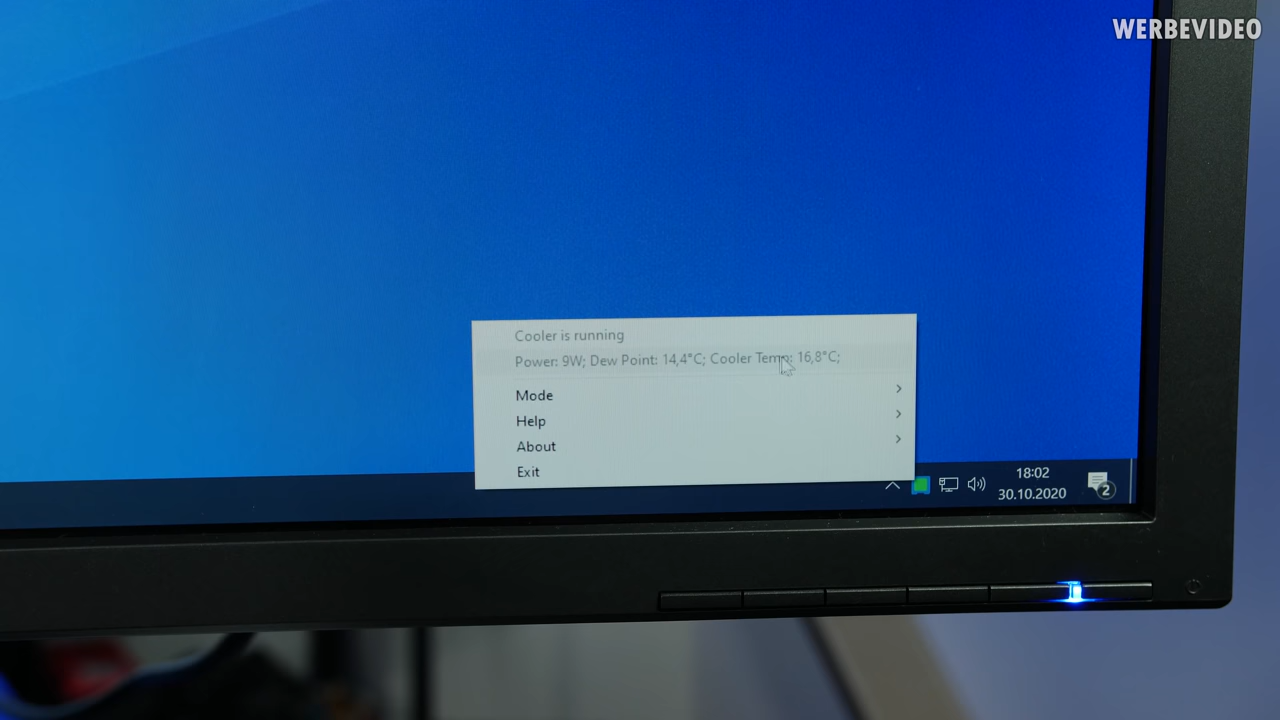 WERBEVIDEO
Cooler is running
Power: 9W; Dew Point: 14,4°C; Cooler Temp: 16,8°C;
Mode
Help
About
Exit
18:02
30.10.2020
2